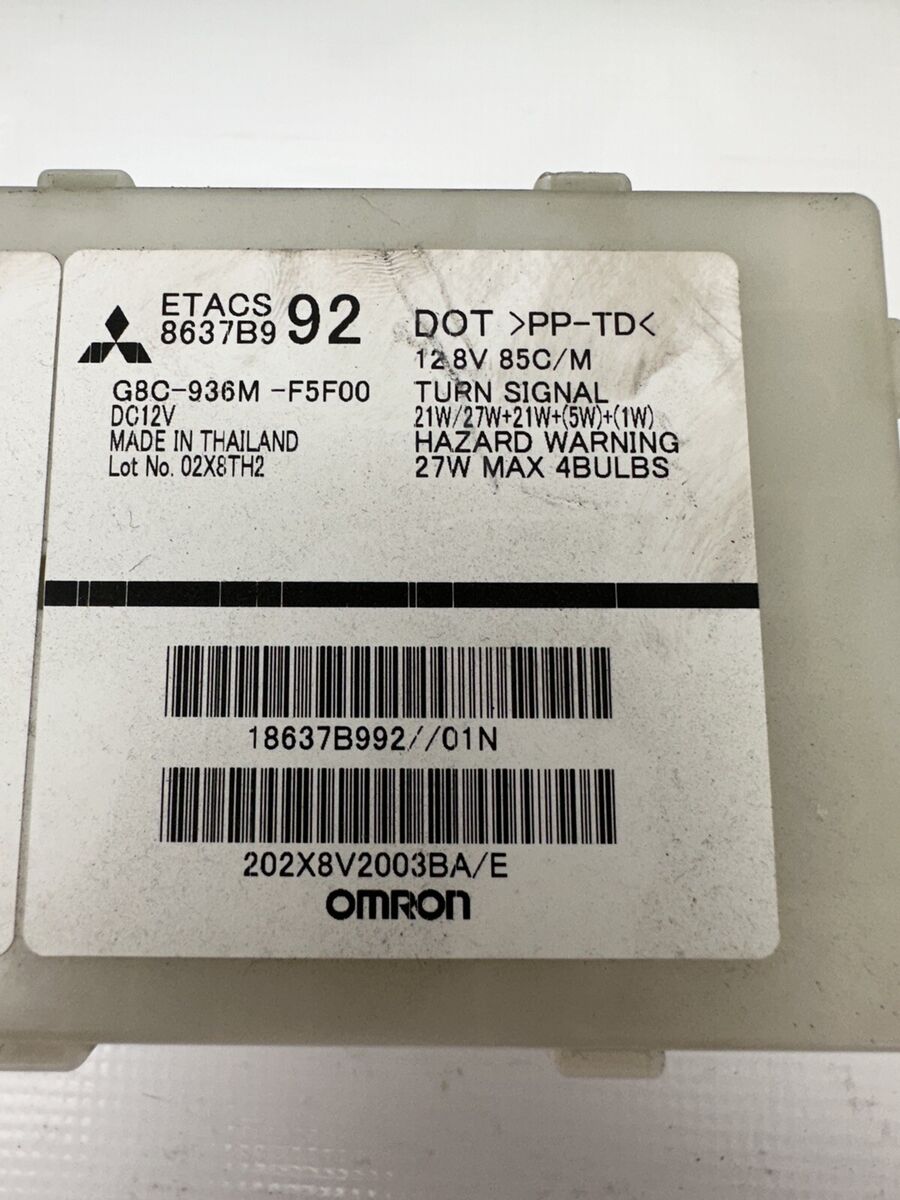 ETACS
8637B9 92
G8C-936M -F5F00
DC12V
MADE IN THAILAND
Lot No. 02X8TH2
DOT >PP-TD<
12.8V 85C/M
TURN SIGNAL
21W/27W+21W+(5W)+(1W)
HAZARD WARNING
27W MAX 4BULBS
18637B992//01N
202X8V2003BA/E
OMRON